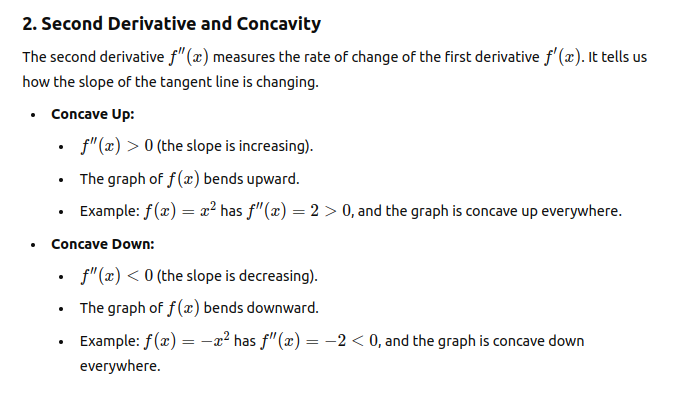 2. Second Derivative and Concavity
The second derivative f″(x) measures the rate of change of the first derivative f′(x). It tells us
how the slope of the tangent line is changing.
• Concave Up:
• f″(x) > 0 (the slope is increasing).
• The graph of f(x) bends upward.
• Example: f(x) = x² has f″(x) = 2 > 0, and the graph is concave up everywhere.
• Concave Down:
• f″(x) < 0 (the slope is decreasing).
• The graph of f(x) bends downward.
• Example: f(x) = −x² has f″(x) = −2 < 0, and the graph is concave down
everywhere.